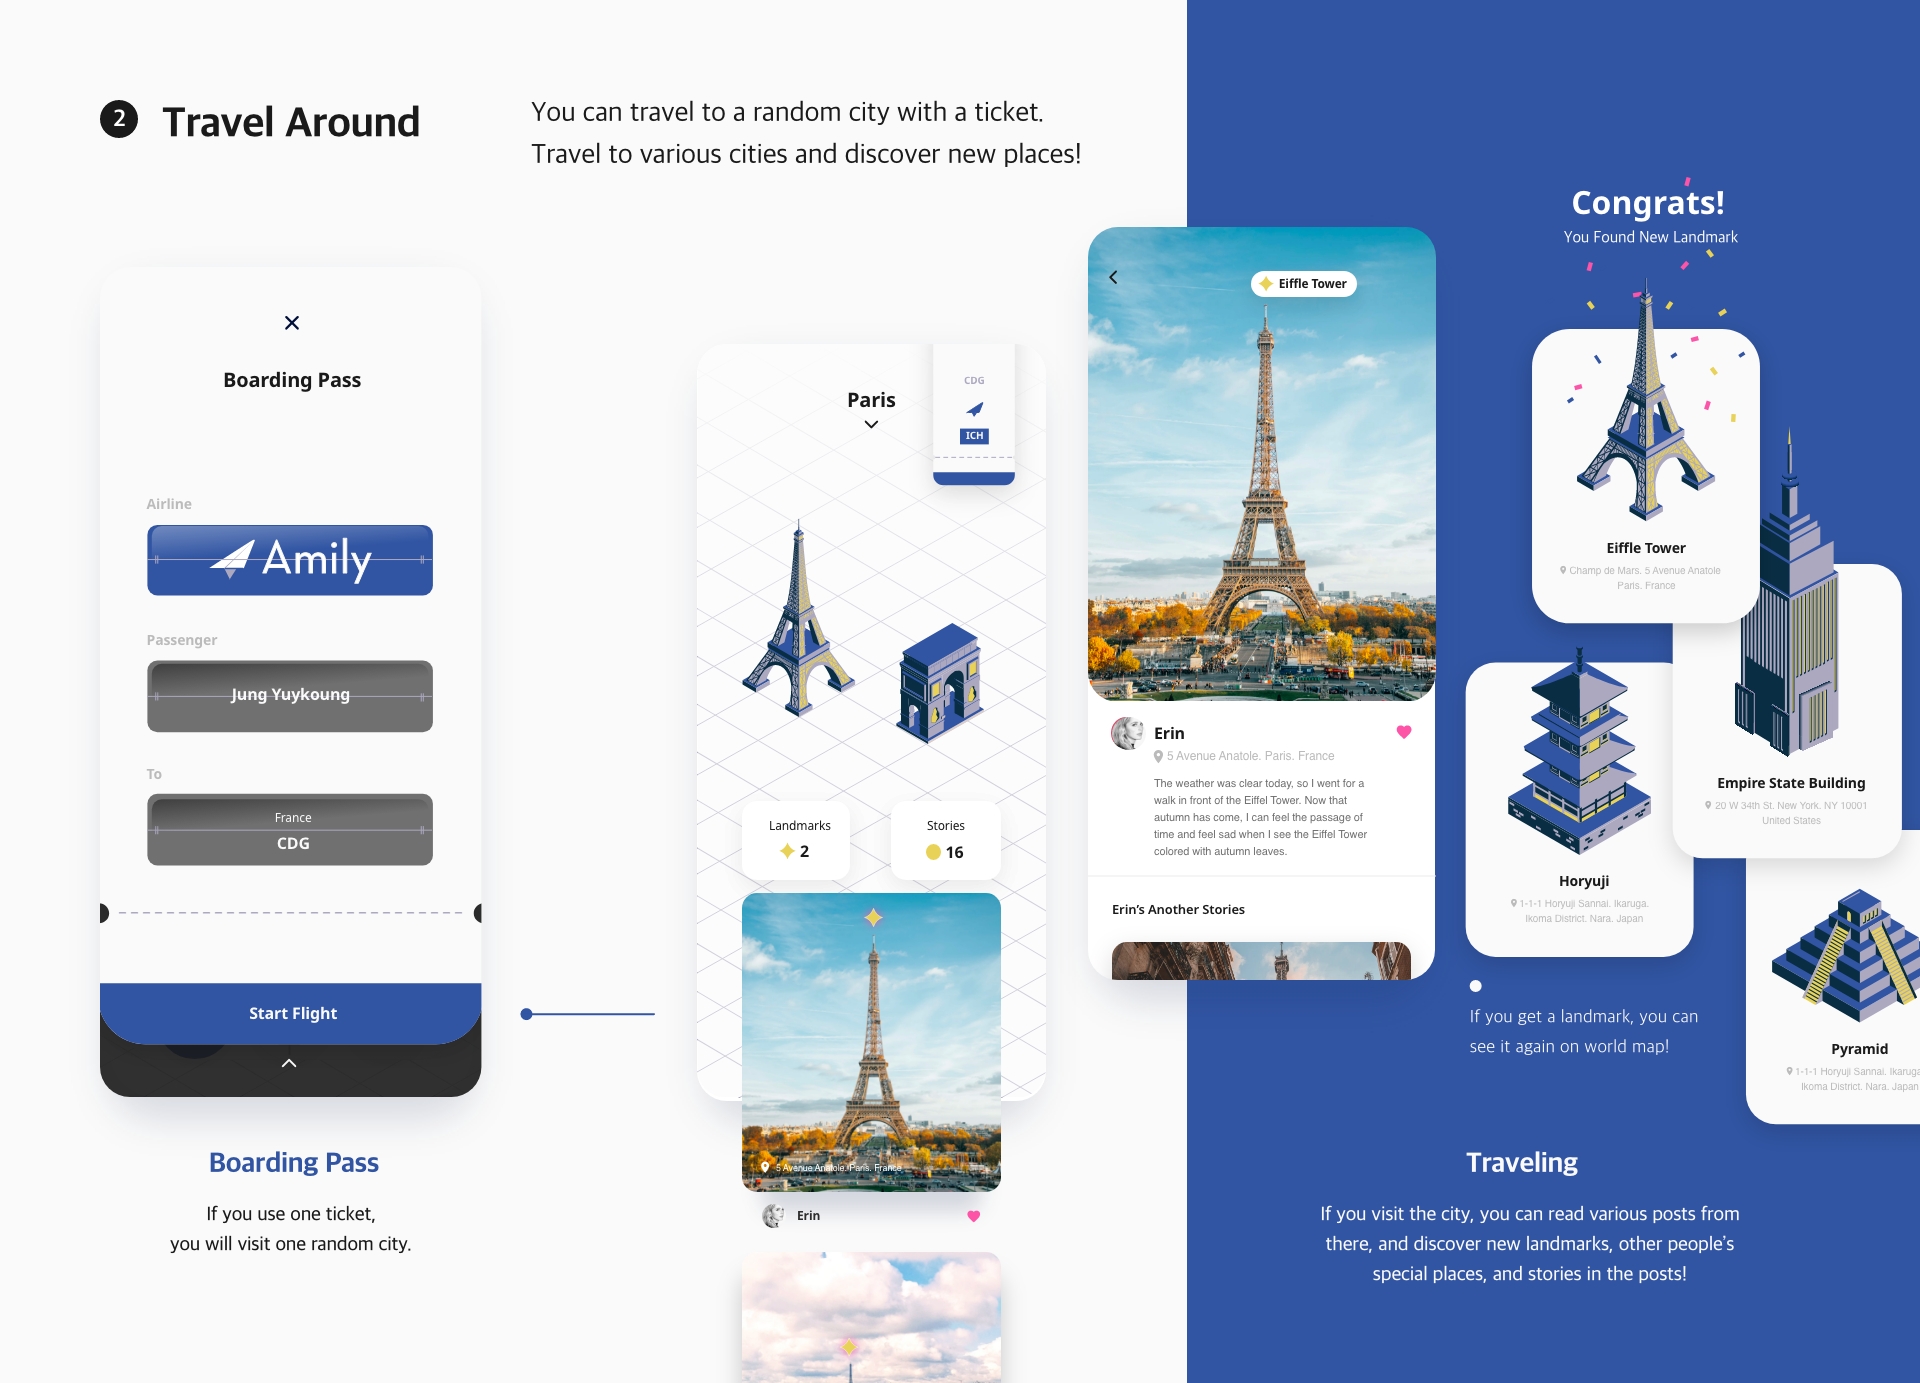 2
Travel Around
You can travel to a random city with a ticket.
Travel to various cities and discover new places!
Boarding Pass
Airline
Amily
Passenger
Jung Yuykoung
To
France
CDG
Start Flight
Boarding Pass
If you use one ticket,
you will visit one random city.
Paris
CDG
ICH
Landmarks
2
Stories
16
5 Avenue Anatole. Paris. France
Erin
Eiffle Tower
Erin
5 Avenue Anatole. Paris. France
The weather was clear today, so I went for a
walk in front of the Eiffel Tower. Now that
autumn has come, I can feel the passage of
time and feel sad when I see the Eiffel Tower
colored with autumn leaves.
Erin's Another Stories
Congrats!
You Found New Landmark
Eiffle Tower
Champ de Mars. 5 Avenue Anatole
Paris. France
Empire State Building
20 W 34th St. New York. NY 10001
United States
Horyuji
1-1-1 Horyuji Sannai. Ikaruga.
Ikoma District. Nara. Japan
Pyramid
1-1-1 Horyuji Sannai. Ikaruga
Ikoma District. Nara. Japan
If you get a landmark, you can
see it again on world map!
Traveling
If you visit the city, you can read various posts from
there, and discover new landmarks, other people's
special places, and stories in the posts!